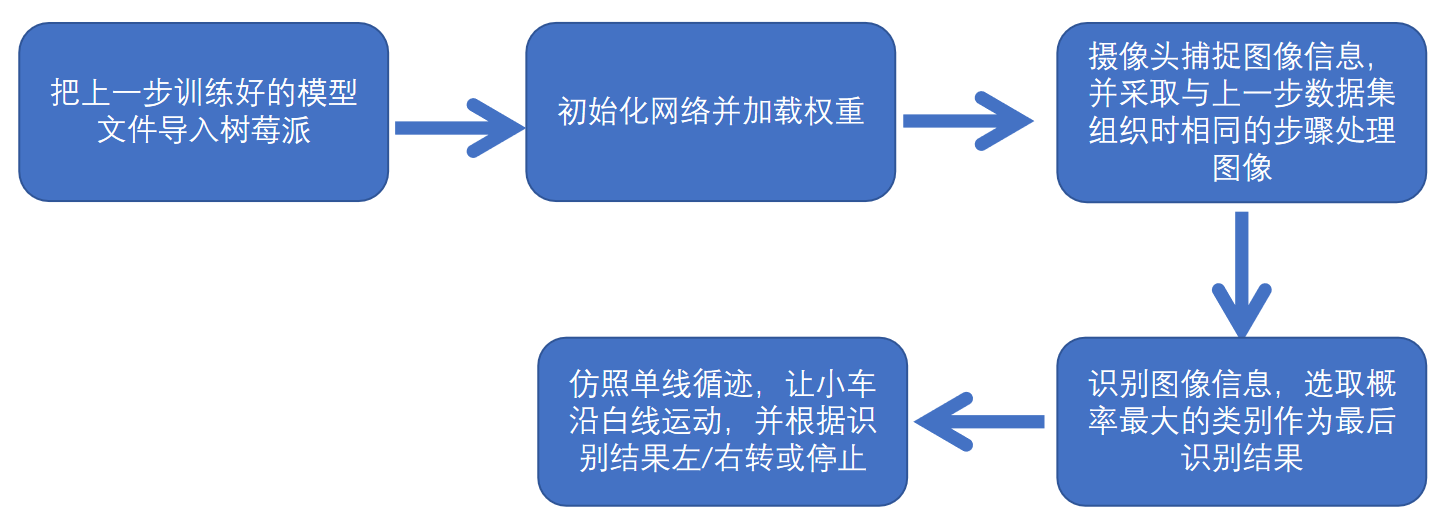 把上一步训练好的模型
文件导入树莓派
初始化网络并加载权重
摄像头捕捉图像信息，
并采取与上一步数据集
组织时相同的步骤处理
图像
识别图像信息，选取概
率最大的类别作为最后
识别结果
仿照单线循迹，让小车
沿白线运动，并根据识
别结果左/右转或停止